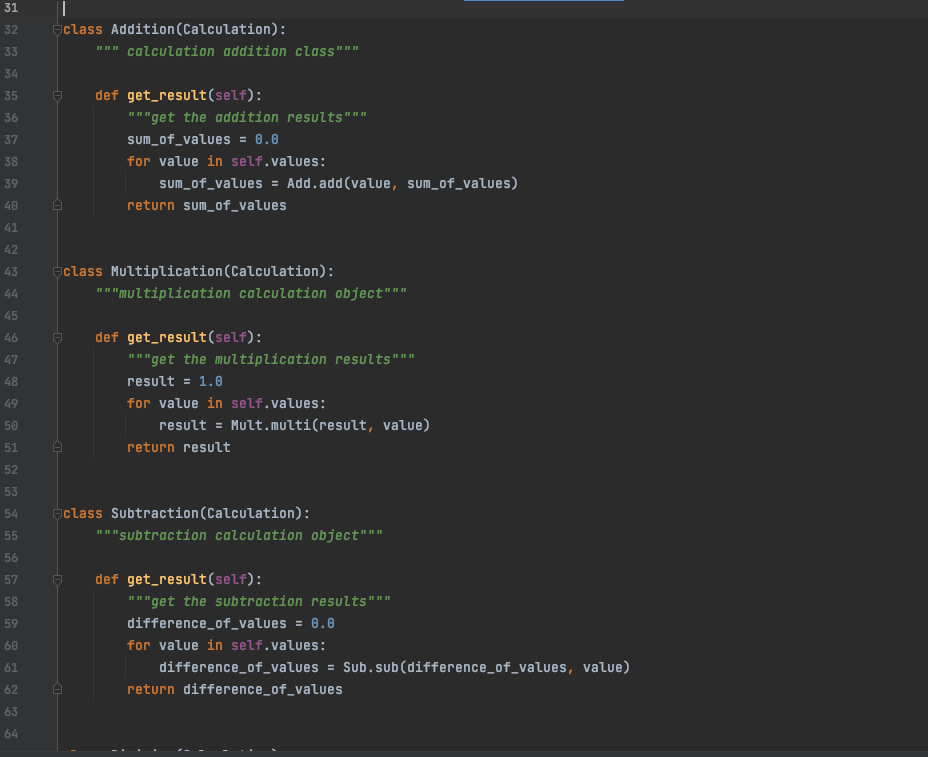 31
32 class Addition(Calculation):
33     """ calculation addition class"""
34
35     def get_result(self):
36         """get the addition results"""
37         sum_of_values = 0.0
38         for value in self.values:
39             sum_of_values = Add.add(value, sum_of_values)
40         return sum_of_values
41
42
43 class Multiplication(Calculation):
44     """multiplication calculation object"""
45
46     def get_result(self):
47         """get the multiplication results"""
48         result = 1.0
49         for value in self.values:
50             result = Mult.multi(result, value)
51         return result
52
53
54 class Subtraction(Calculation):
55     """subtraction calculation object"""
56
57     def get_result(self):
58         """get the subtraction results"""
59         difference_of_values = 0.0
60         for value in self.values:
61             difference_of_values = Sub.sub(difference_of_values, value)
62         return difference_of_values
63
64